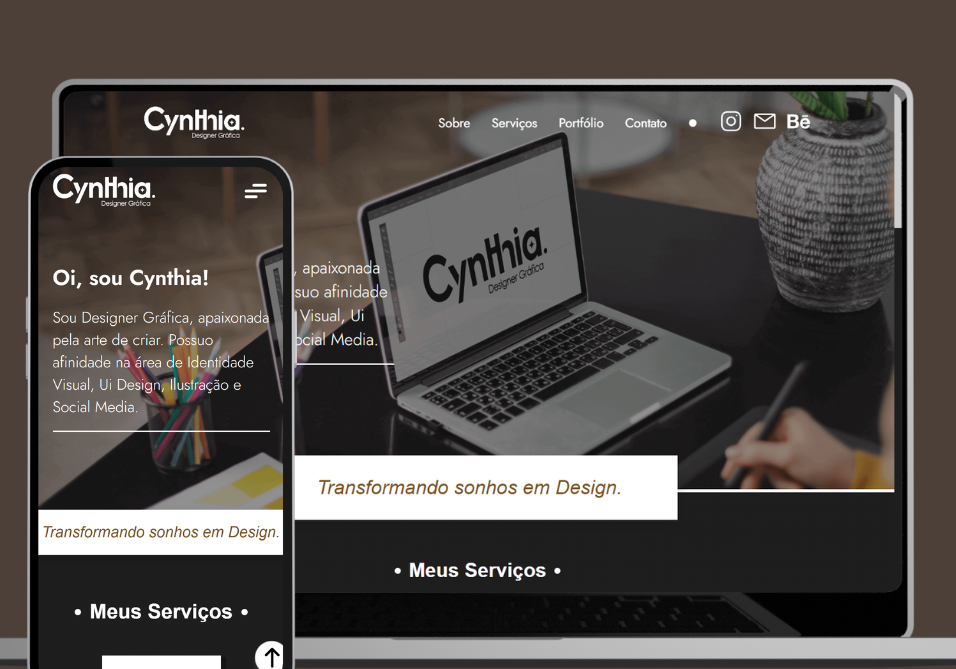 Cynthia.
Designer Gráfica
Sobre Serviços Portfólio Contato Bē
Cynthia.
Designer Gráfica
Oi, sou Cynthia!
Sou Designer Gráfica, apaixonada
pela arte de criar. Possuo
afinidade na área de Identidade
Visual, Ui Design, Ilustração e
Social Media.
Transformando sonhos em Design.
• Meus Serviços •
, apaixonada
suo afinidade
Visual, Ui
ocial Media.
Cynthia.
Designer Gráfica
Transformando sonhos em Design.
• Meus Serviços •